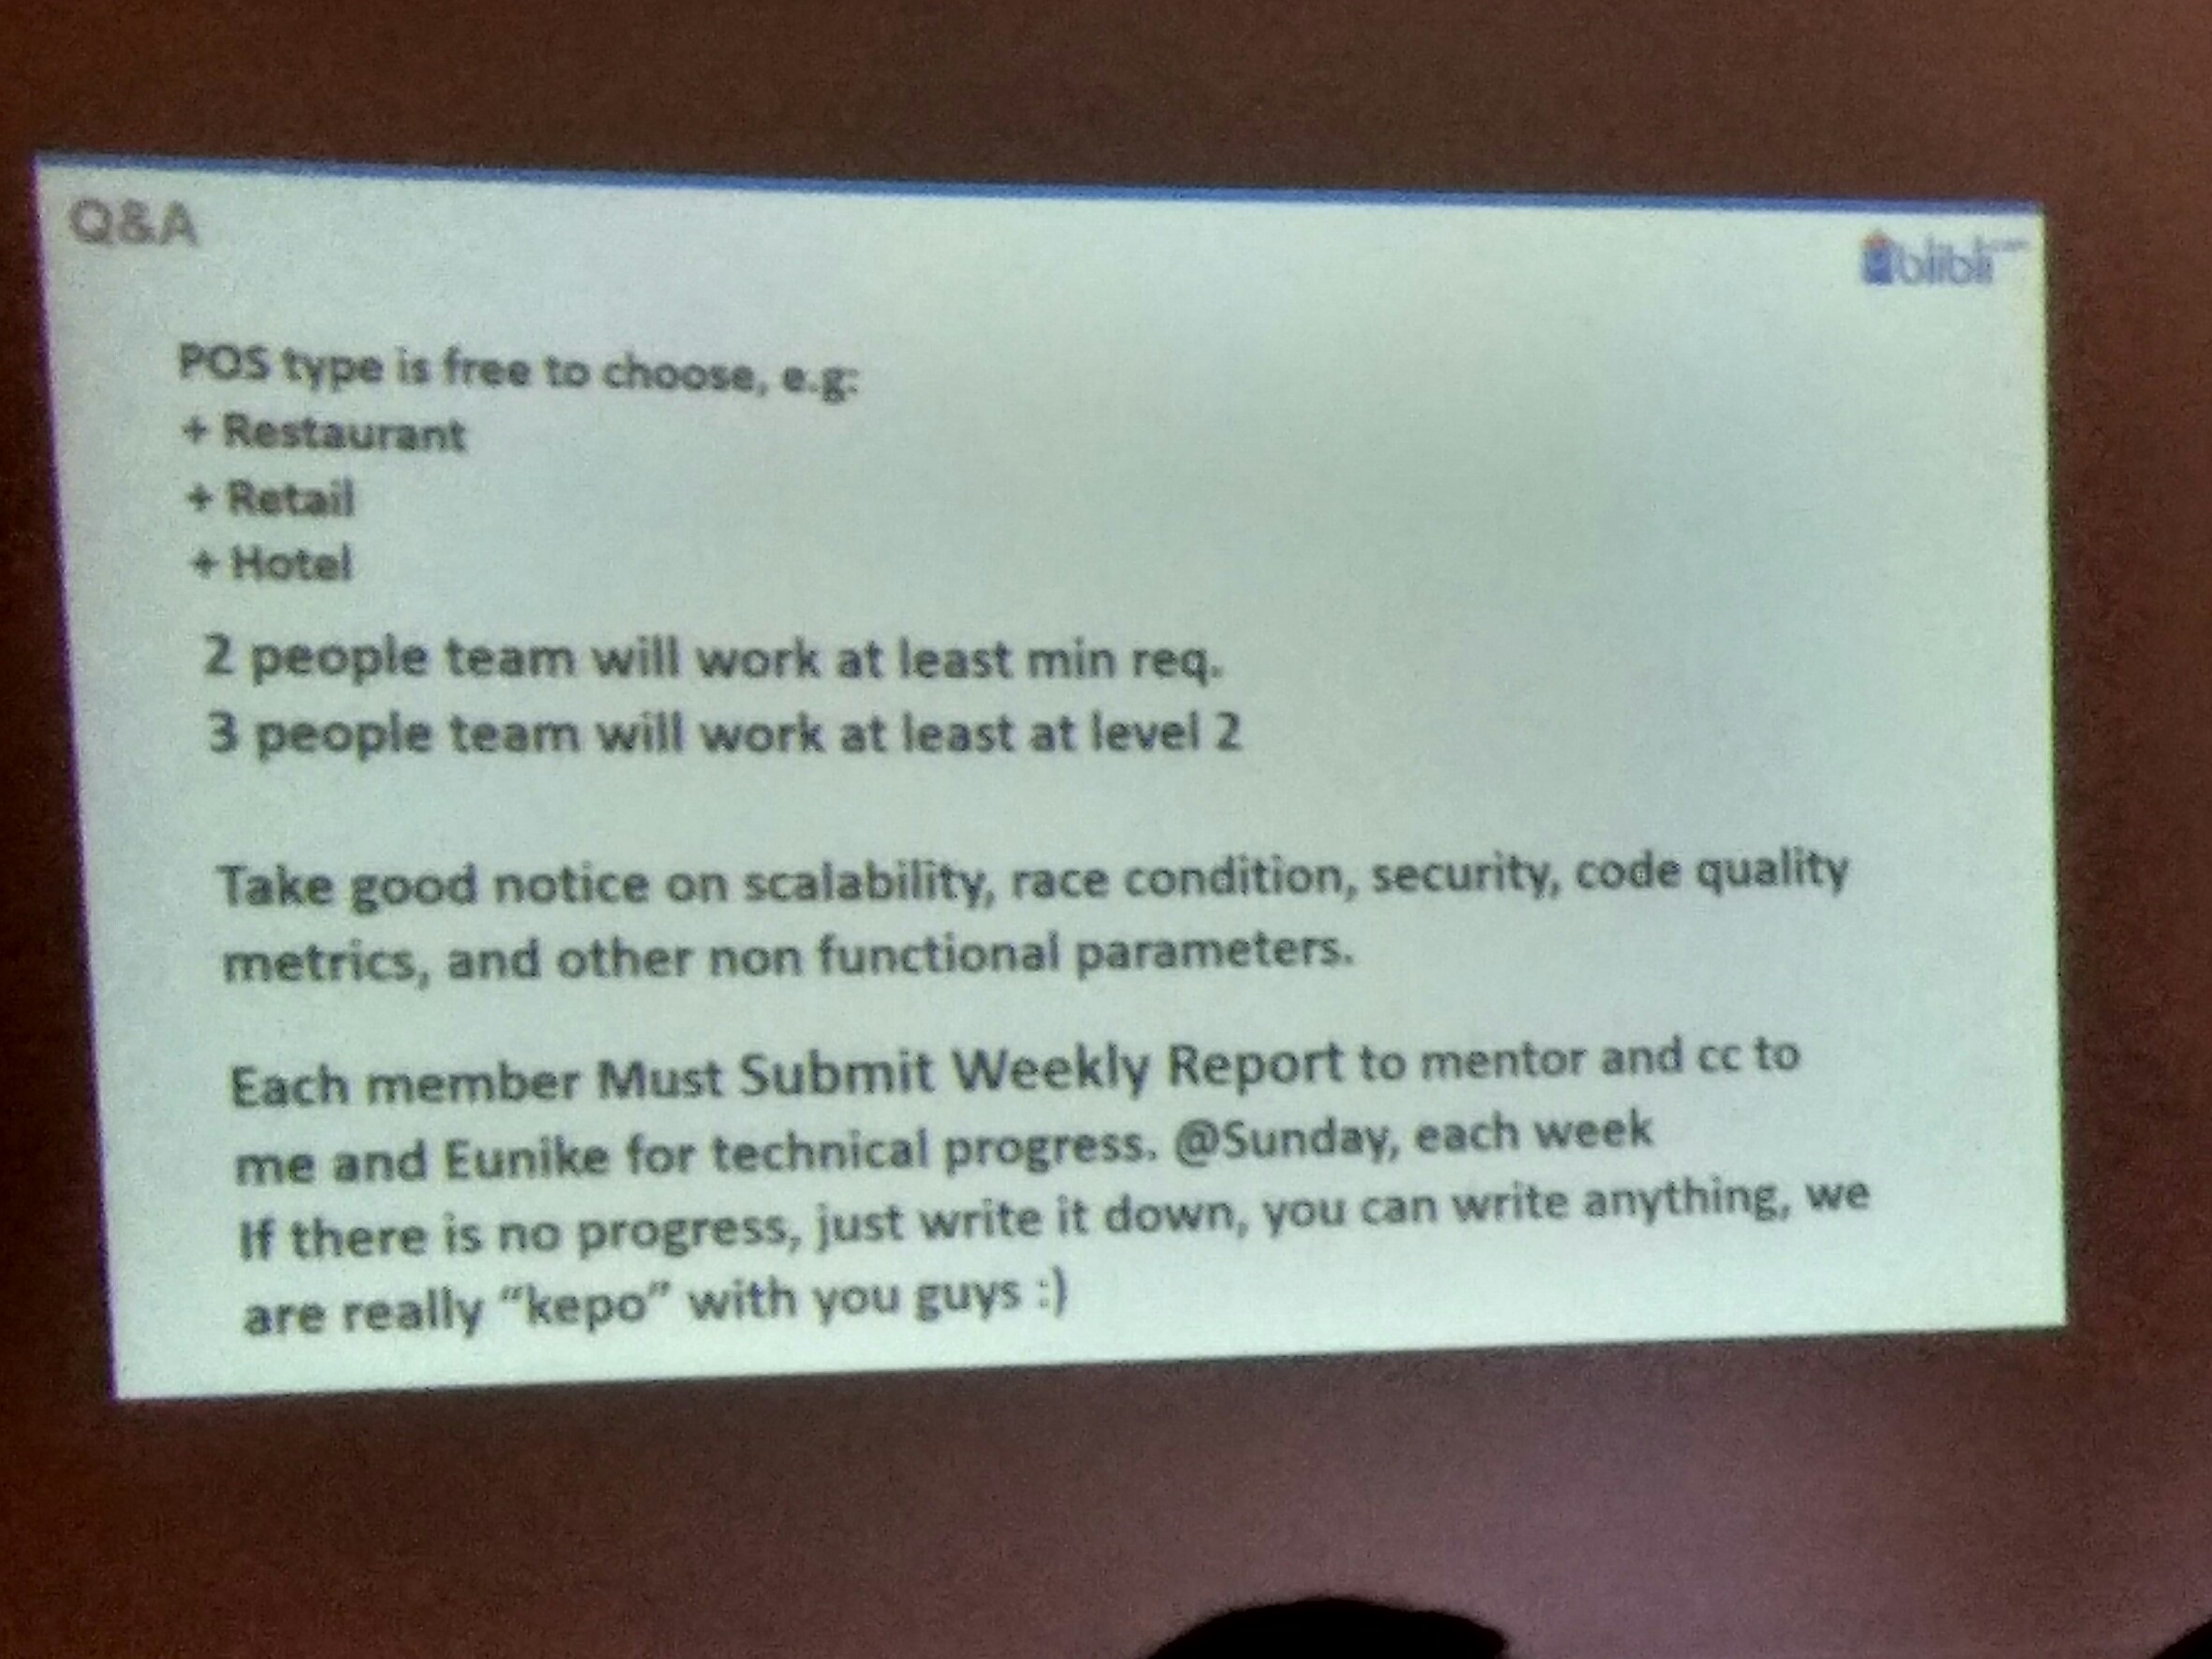 Q&A
blibli
POS type is free to choose, e.g:
+ Restaurant
+ Retail
+ Hotel
2 people team will work at least min req.
3 people team will work at least at level 2
Take good notice on scalability, race condition, security, code quality
metrics, and other non functional parameters.
Each member Must Submit Weekly Report to mentor and cc to
me and Eunike for technical progress. @Sunday, each week
If there is no progress, just write it down, you can write anything, we
are really “kepo” with you guys :)